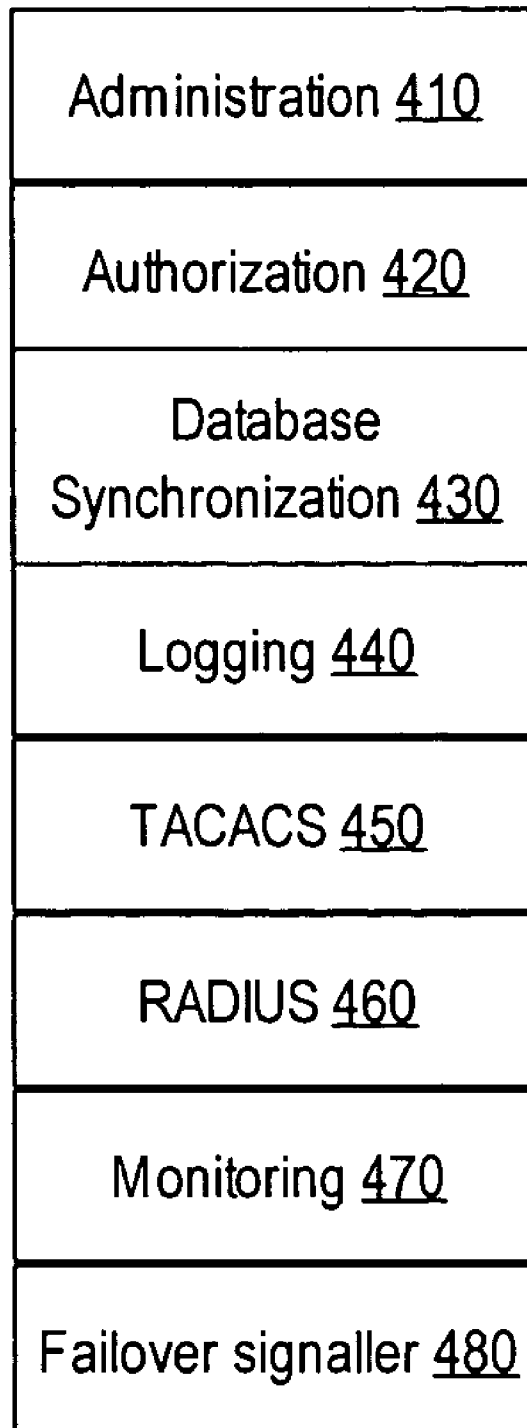 Administration 410
Authorization 420
Database
Synchronization 430
Logging 440
TACACS 450
RADIUS 460
Monitoring 470
Failover signaller 480